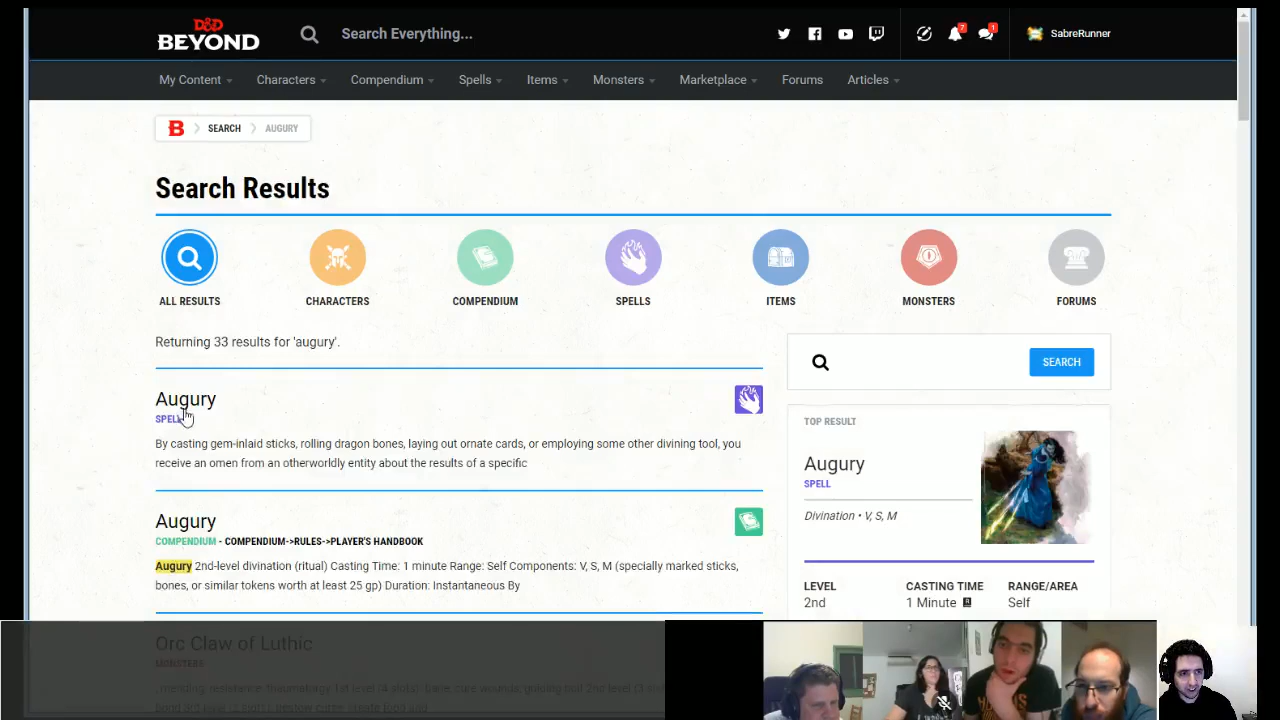 D&D
BEYOND
Search Everything...
7
1
SabreRunner
My Content
Characters
Compendium
Spells
Items
Monsters
Marketplace
Forums
Articles
B
SEARCH
AUGURY
Search Results
ALL RESULTS
CHARACTERS
COMPENDIUM
SPELLS
ITEMS
MONSTERS
FORUMS
Returning 33 results for 'augury'.
SEARCH
Augury
SPELL
By casting gem-inlaid sticks, rolling dragon bones, laying out ornate cards, or employing some other divining tool, you
receive an omen from an otherworldly entity about the results of a specific
Augury
COMPENDIUM - COMPENDIUM->RULES->PLAYER'S HANDBOOK
Augury 2nd-level divination (ritual) Casting Time: 1 minute Range: Self Components: V, S, M (specially marked sticks,
bones, or similar tokens worth at least 25 gp) Duration: Instantaneous By
Orc Claw of Luthic
MONSTERS
TOP RESULT
Augury
SPELL
Divination • V, S, M
LEVEL
2nd
CASTING TIME
1 Minute
RANGE/AREA
Self